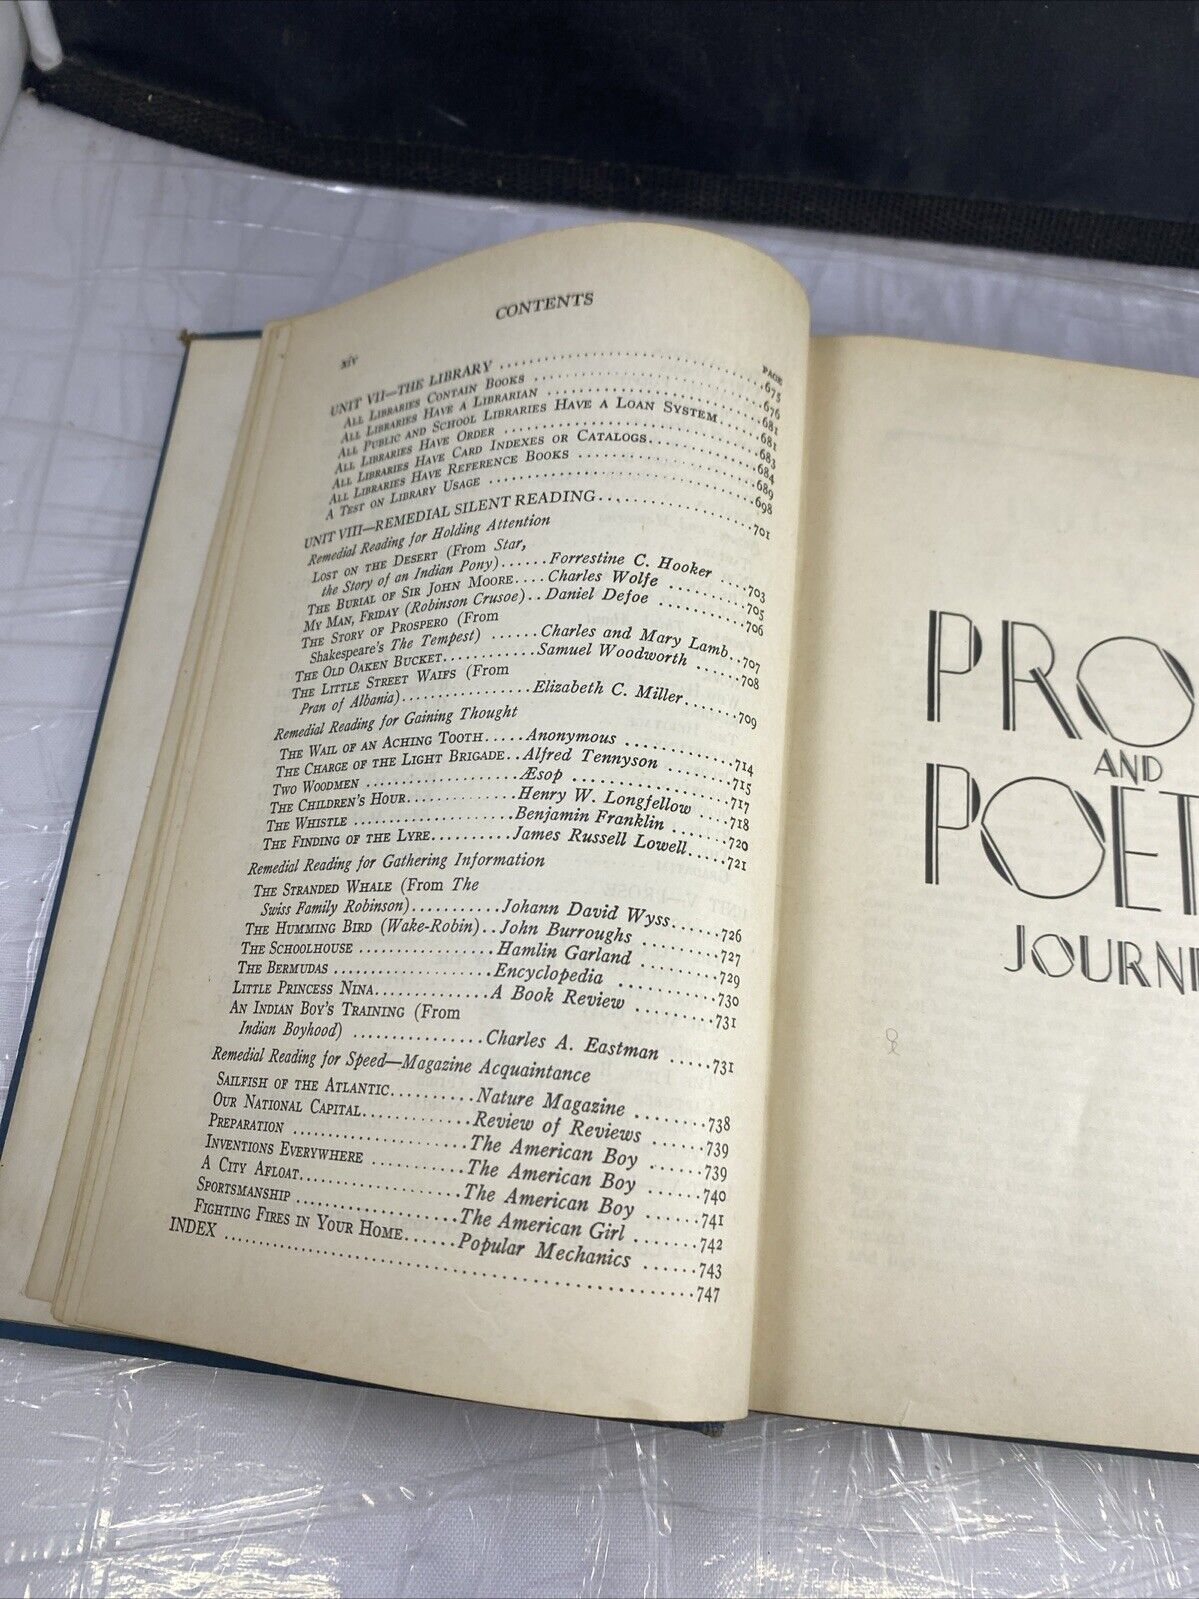 CONTENTS
xiv
PAGE
UNIT VII—THE LIBRARY ........ 675
ALL LIBRARIES CONTAIN BOOKS ........ 676
ALL LIBRARIES HAVE A LIBRARIAN ........ 681
ALL PUBLIC AND SCHOOL LIBRARIES HAVE A LOAN SYSTEM ........ 681
ALL LIBRARIES HAVE ORDER ........ 683
ALL LIBRARIES HAVE CARD INDEXES OR CATALOGS ........ 684
ALL LIBRARIES HAVE REFERENCE BOOKS ........ 689
A TEST ON LIBRARY USAGE ........ 698
UNIT VIII—REMEDIAL SILENT READING ........ 701
Remedial Reading for Holding Attention
LOST ON THE DESERT (From Star,
the Story of an Indian Pony) ...... Forrestine C. Hooker .... 703
THE BURIAL OF SIR JOHN MOORE .... Charles Wolfe ........ 705
MY MAN, FRIDAY (Robinson Crusoe) .. Daniel Defoe ........ 706
THE STORY OF PROSPERO (From
Shakespeare's The Tempest) ...... Charles and Mary Lamb .. 707
THE OLD OAKEN BUCKET ........ Samuel Woodworth ...... 708
THE LITTLE STREET WAIFS (From
Pran of Albania) ........ Elizabeth C. Miller ....... 709
Remedial Reading for Gaining Thought
THE WAIL OF AN ACHING TOOTH ..... Anonymous ........ 714
THE CHARGE OF THE LIGHT BRIGADE .. Alfred Tennyson ........ 715
TWO WOODMEN ........ Æsop ........ 717
THE CHILDREN'S HOUR ........ Henry W. Longfellow .... 718
THE WHISTLE ........ Benjamin Franklin ....... 720
THE FINDING OF THE LYRE ........ James Russell Lowell ..... 721
Remedial Reading for Gathering Information
THE STRANDED WHALE (From The
Swiss Family Robinson) ........ Johann David Wyss ...... 726
THE HUMMING BIRD (Wake-Robin) .. John Burroughs ........ 727
THE SCHOOLHOUSE ........ Hamlin Garland ........ 729
THE BERMUDAS ........ Encyclopedia ........ 730
LITTLE PRINCESS NINA ........ A Book Review ........ 731
AN INDIAN BOY'S TRAINING (From
Indian Boyhood) ........ Charles A. Eastman ..... 731
Remedial Reading for Speed—Magazine Acquaintance
SAILFISH OF THE ATLANTIC ........ Nature Magazine ........ 738
OUR NATIONAL CAPITAL ........ Review of Reviews ...... 739
PREPARATION ........ The American Boy ....... 739
INVENTIONS EVERYWHERE ........ The American Boy ....... 740
A CITY AFLOAT ........ The American Boy ....... 741
SPORTSMANSHIP ........ The American Girl ....... 742
FIGHTING FIRES IN YOUR HOME ...... Popular Mechanics ...... 743
INDEX ........ 747
PRO
AND
POET
JOURN